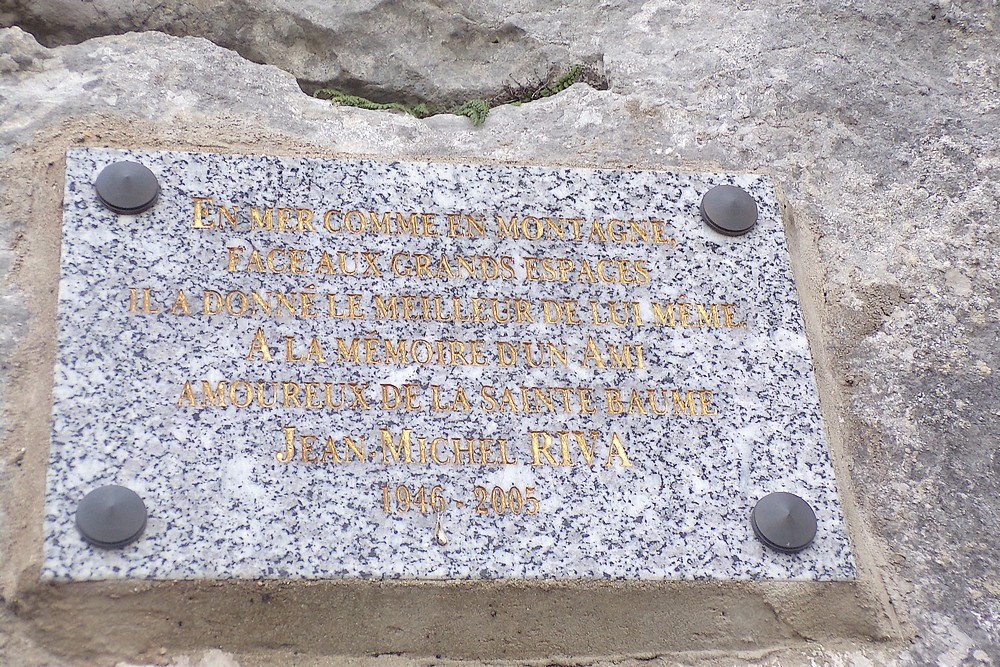 EN MER COMME EN MONTAGNE,
FACE AUX GRANDS ESPACES
IL A DONNÉ LE MEILLEUR DE LUI MÊME.
A LA MÉMOIRE D'UN AMI
AMOUREUX DE LA SAINTE BAUME
JEAN-MICHEL RIVA
1946 - 2005